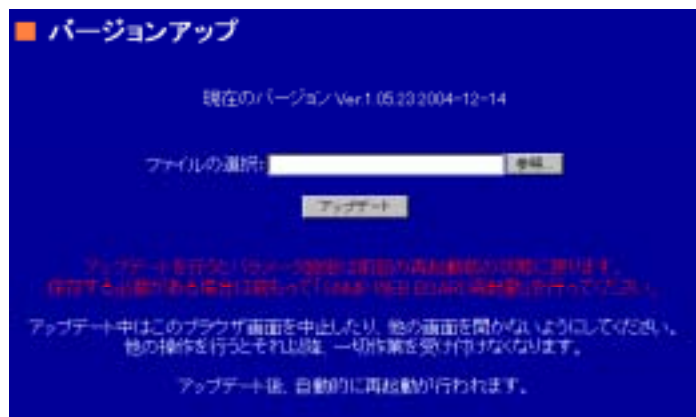 バージョンアップ
現在のバージョン Ver.1.05.23 2004-12-14
ファイルの選択:
参照...
アップデート
アップデートを行うとパラメータ設定は前回の再起動前の状態に戻ります。
保存する必要がある場合は前もって「SNMP WEB BOARD再起動」を行ってください。
アップデート中はこのブラウザ画面を中止したり、他の画面を開かないようにしてください。
他の操作を行うとそれ以降、一切作業を受け付けなくなります。
アップデート後、自動的に再起動が行われます。